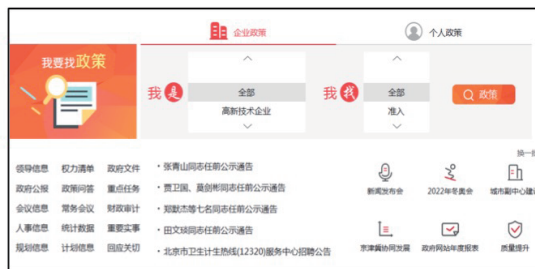 企业政策
个人政策
我要找政策
我是
全部
高新技术企业
我找
全部
准入
政策
换一批
领导信息 权力清单 政府文件
政府公报 政策问答 重点任务
会议信息 常务会议 财政审计
人事信息 统计数据 重要实事
规划信息 计划信息 回应关切
· 张青山同志任前公示通告
· 贾卫国、莫剑彬同志任前公示通告
· 郑默杰等七名同志任前公示通告
· 田文琰同志任前公示通告
· 北京市卫生计生热线(12320)服务中心招聘公告
新闻发布会 2022年冬奥会 城市副中心建设
京津冀协同发展 政府网站年度报表 质量提升